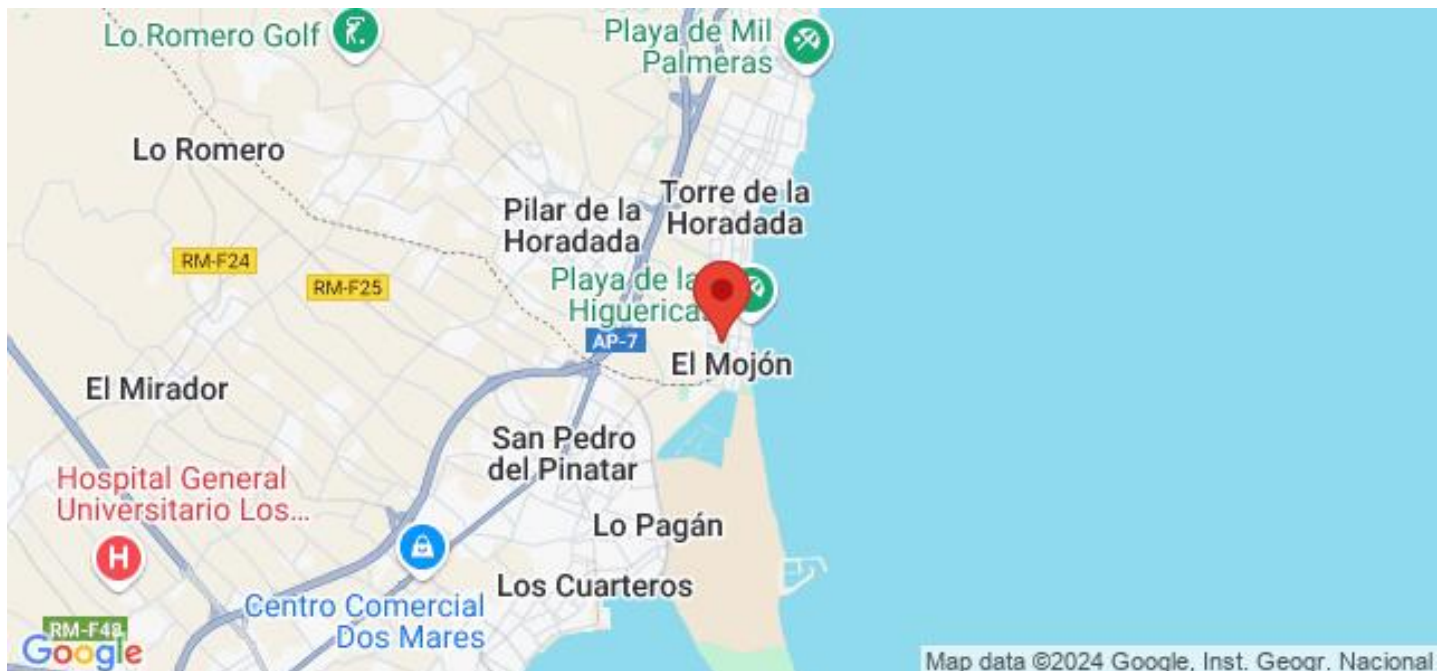 Lo Romero Golf
Playa de Mil
Palmeras
Lo Romero
Torre de la
Horadada
Pilar de la
Horadada
RM-F24
RM-F25
Playa de la
Higuerica
AP-7
El Mojón
El Mirador
San Pedro
del Pinatar
Hospital General
Universitario Los...
H
Lo Pagán
Los Cuarteros
Centro Comercial
Dos Mares
RM-F48
Google
Map data ©2024 Google, Inst. Geogr. Nacional